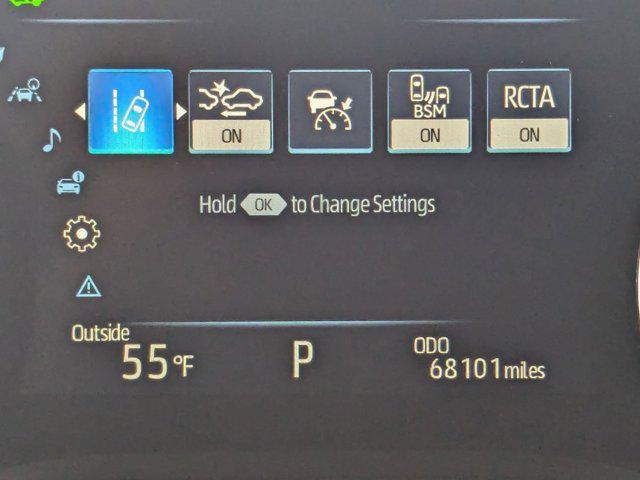 RCTA
BSM
ON ON ON
Hold OK to Change Settings
Outside
55°F
P
ODO
68101 miles